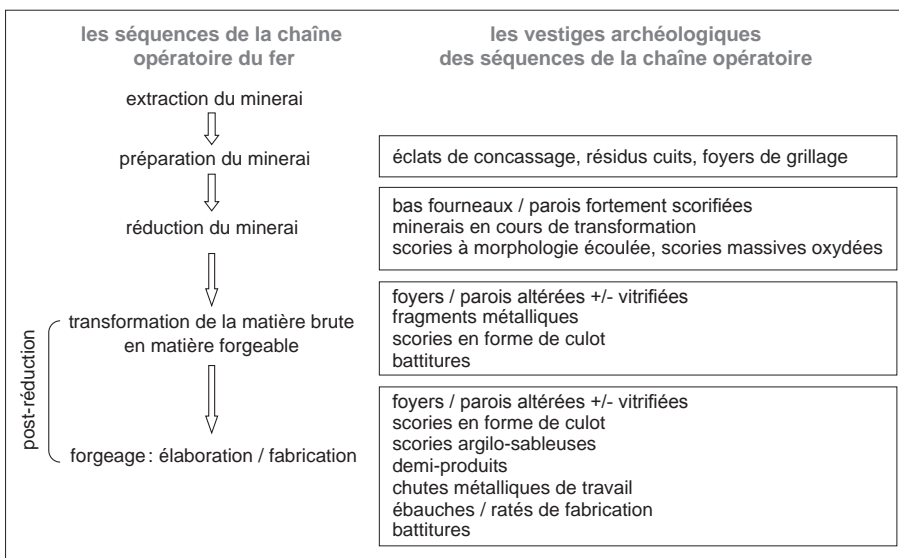 les séquences de la chaîne
opératoire du fer
les vestiges archéologiques
des séquences de la chaîne opératoire
extraction du minerai
préparation du minerai
éclats de concassage, résidus cuits, foyers de grillage
réduction du minerai
bas fourneaux / parois fortement scorifiées
minerais en cours de transformation
scories à morphologie écoulée, scories massives oxydées
post-réduction
transformation de la matière brute
en matière forgeable
foyers / parois altérées +/- vitrifiées
fragments métalliques
scories en forme de culot
battitures
forgeage : élaboration / fabrication
foyers / parois altérées +/- vitrifiées
scories en forme de culot
scories argilo-sableuses
demi-produits
chutes métalliques de travail
ébauches / ratés de fabrication
battitures